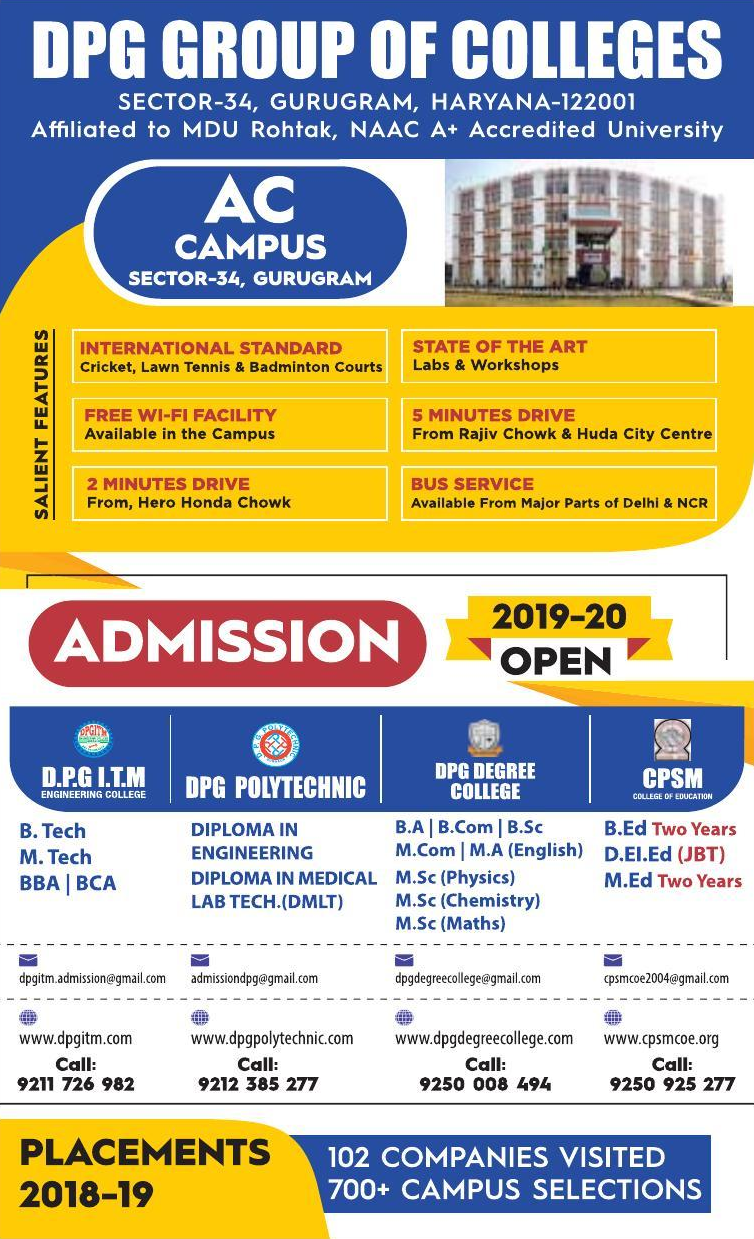 DPG GROUP OF COLLEGES
SECTOR-34, GURUGRAM, HARYANA-122001
Affiliated to MDU Rohtak, NAAC A+ Accredited University
AC
CAMPUS
SECTOR-34, GURUGRAM
SALIENT FEATURES
INTERNATIONAL STANDARD
Cricket, Lawn Tennis & Badminton Courts
STATE OF THE ART
Labs & Workshops
FREE WI-FI FACILITY
Available in the Campus
5 MINUTES DRIVE
From Rajiv Chowk & Huda City Centre
2 MINUTES DRIVE
From, Hero Honda Chowk
BUS SERVICE
Available From Major Parts of Delhi & NCR
ADMISSION
2019-20
OPEN
DPGITM
D.P.G I.T.M
ENGINEERING COLLEGE
B. Tech
M. Tech
BBA | BCA
dpgitm.admission@gmail.com
www.dpgitm.com
Call:
9211 726 982
D.P.G POLYTECHNIC
DPG POLYTECHNIC
DIPLOMA IN
ENGINEERING
DIPLOMA IN MEDICAL
LAB TECH.(DMLT)
admissiondpg@gmail.com
www.dpgpolytechnic.com
Call:
9212 385 277
DPG DEGREE
COLLEGE
B.A | B.Com | B.Sc
M.Com | M.A (English)
M.Sc (Physics)
M.Sc (Chemistry)
M.Sc (Maths)
dpgdegreecollege@gmail.com
www.dpgdegreecollege.com
Call:
9250 008 494
CPSM
COLLEGE OF EDUCATION
B.Ed Two Years
D.El.Ed (JBT)
M.Ed Two Years
cpsmcoe2004@gmail.com
www.cpsmcoe.org
Call:
9250 925 277
PLACEMENTS
2018-19
102 COMPANIES VISITED
700+ CAMPUS SELECTIONS